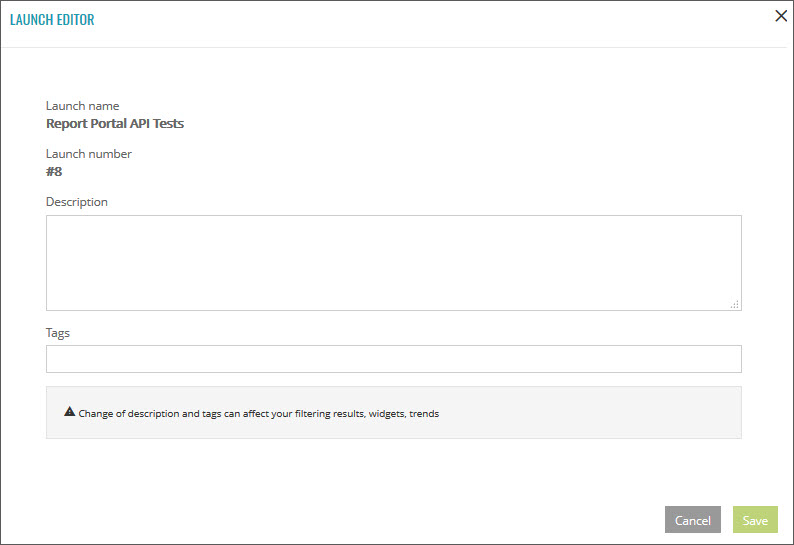 LAUNCH EDITOR
Launch name
Report Portal API Tests
Launch number
#8
Description
Tags
Change of description and tags can affect your filtering results, widgets, trends
Cancel Save